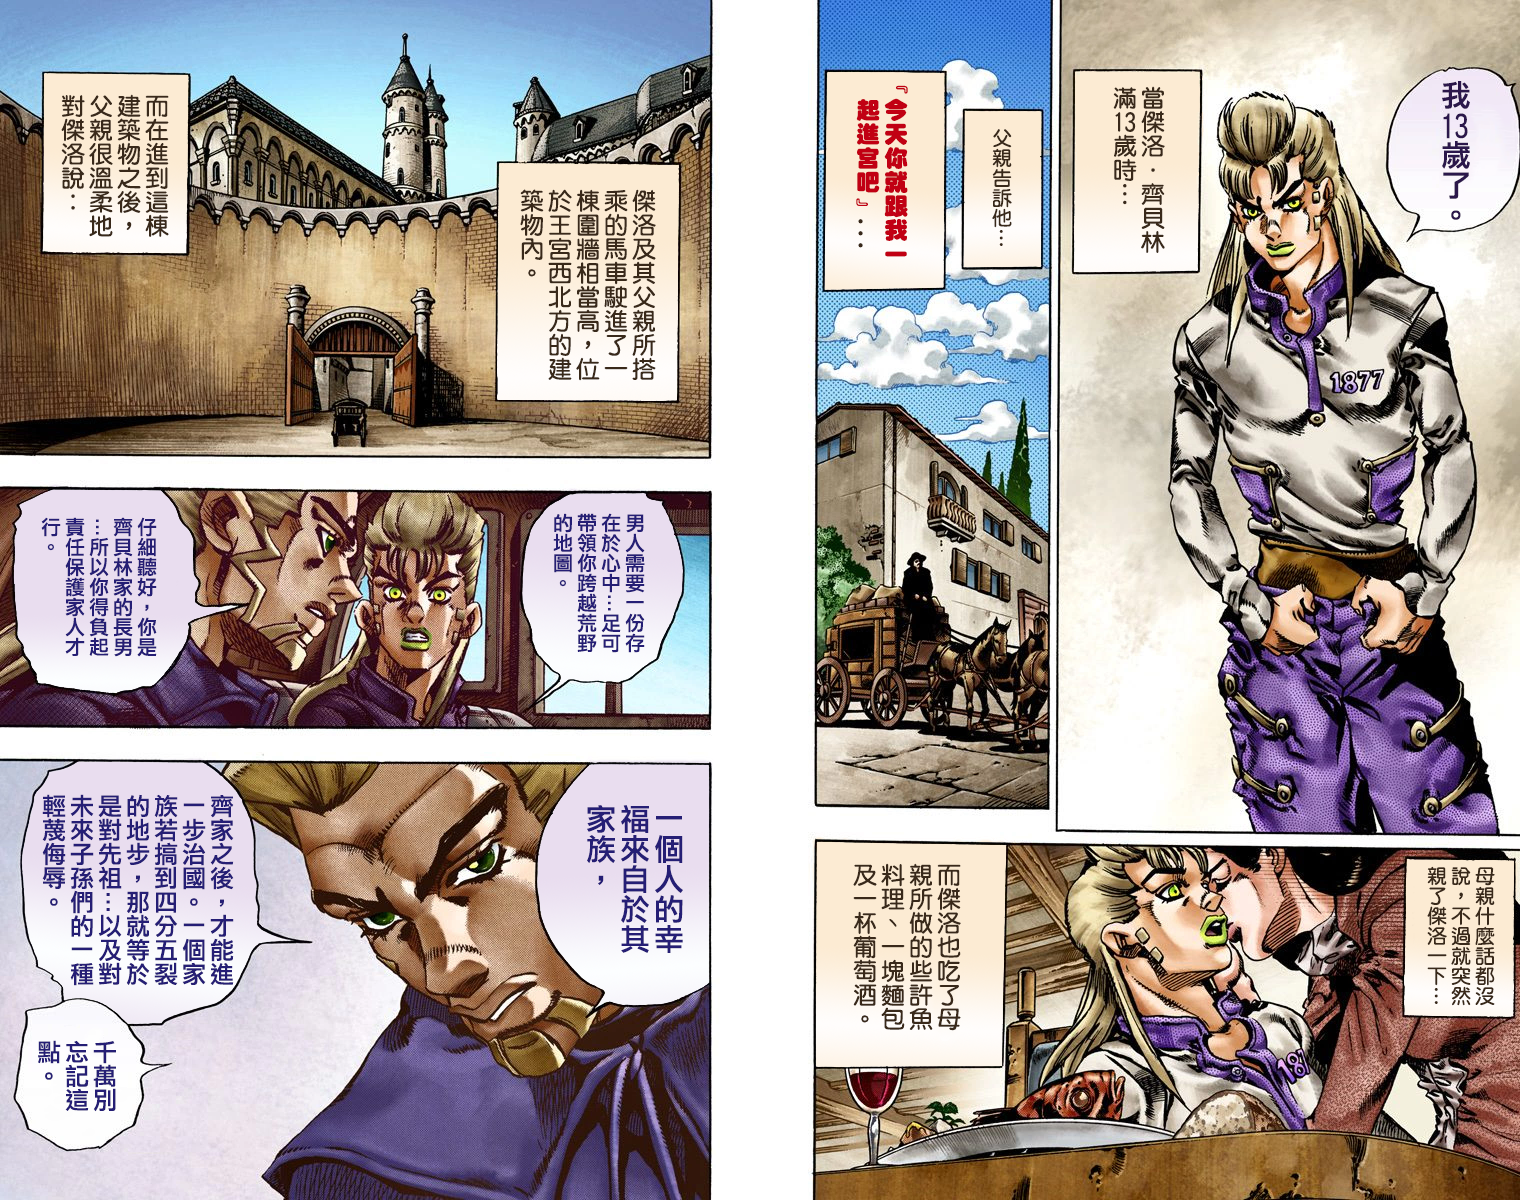 我13歲了。
當傑洛．齊貝林
滿13歲時…
1877
父親告訴他…
『今天你就跟我一
起進宮吧』…
母親什麼話都沒
說，不過就突然
親了傑洛一下…
而傑洛也吃了母
親所做的些許魚
料理、一塊麵包
及一杯葡萄酒。
187
傑洛及其父親所搭
乘的馬車駛進了一
棟圍牆相當高，位
於王宮西北方的建
築物內。
而在進到這棟
建築物之後，
父親很溫柔地
對傑洛說：
男人需要一份存
在於心中…足可
帶領你跨越荒野
的地圖。
仔細聽好，你是
齊貝林家的長男
…所以你得負起
責任保護家人才
行。
一個人的幸
福來自於其
家族，
齊家之後，才能進
一步治國。一個家
族若搞到四分五裂
的地步，那就等於
是對先祖…以及對
未來子孫們的一種
輕蔑侮辱。
千萬別
忘記這
點。